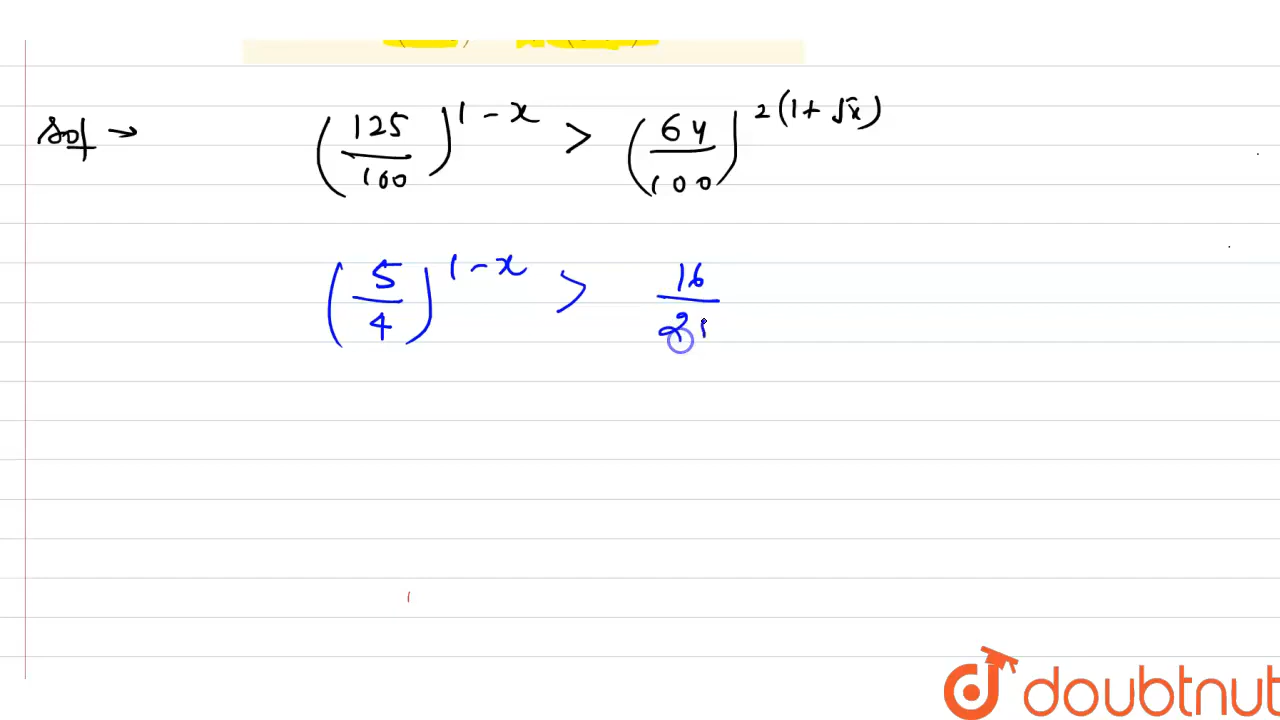 Sol → (125/100)^(1-x) > (64/100)^(2(1+√x))
(5/4)^(1-x) > 16/2
doubtnut